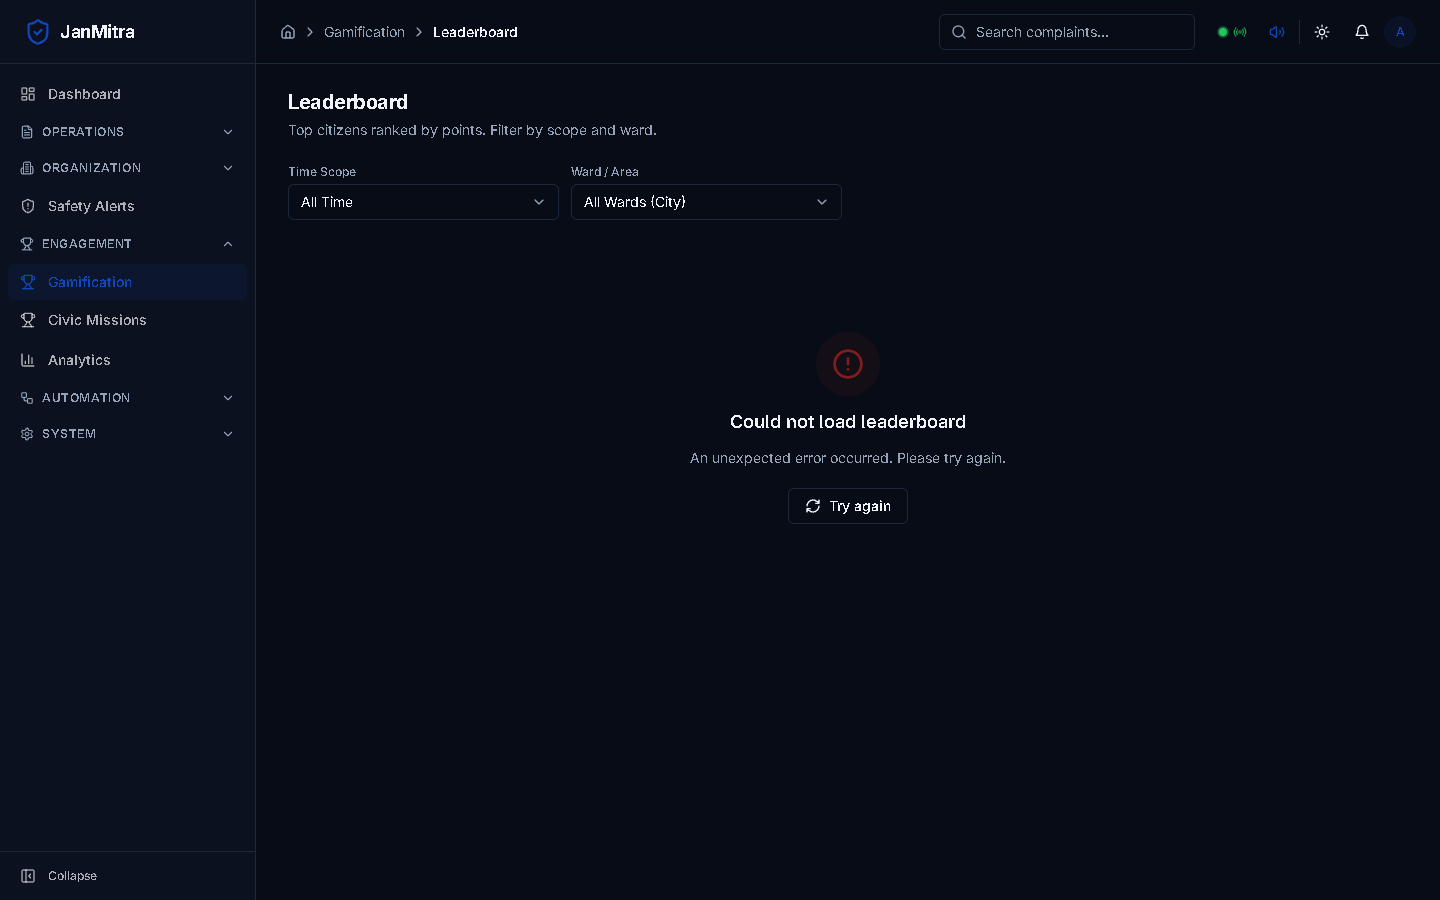 JanMitra
Gamification
Leaderboard
Search complaints...
A
Dashboard
OPERATIONS
ORGANIZATION
Safety Alerts
ENGAGEMENT
Gamification
Civic Missions
Analytics
AUTOMATION
SYSTEM
Collapse
Leaderboard
Top citizens ranked by points. Filter by scope and ward.
Time Scope
Ward / Area
All Time
All Wards (City)
Could not load leaderboard
An unexpected error occurred. Please try again.
Try again